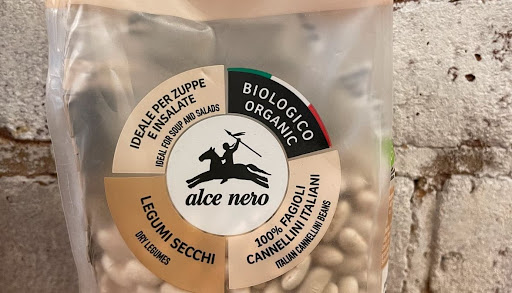 IDEALE PER ZUPPE
E INSALATE
IDEAL FOR SOUP AND SALADS
BIOLOGICO
ORGANIC
alce nero
LEGUMI SECCHI
DRY LEGUMES
100% FAGIOLI
CANNELLINI ITALIANI
ITALIAN CANNELLINI BEANS